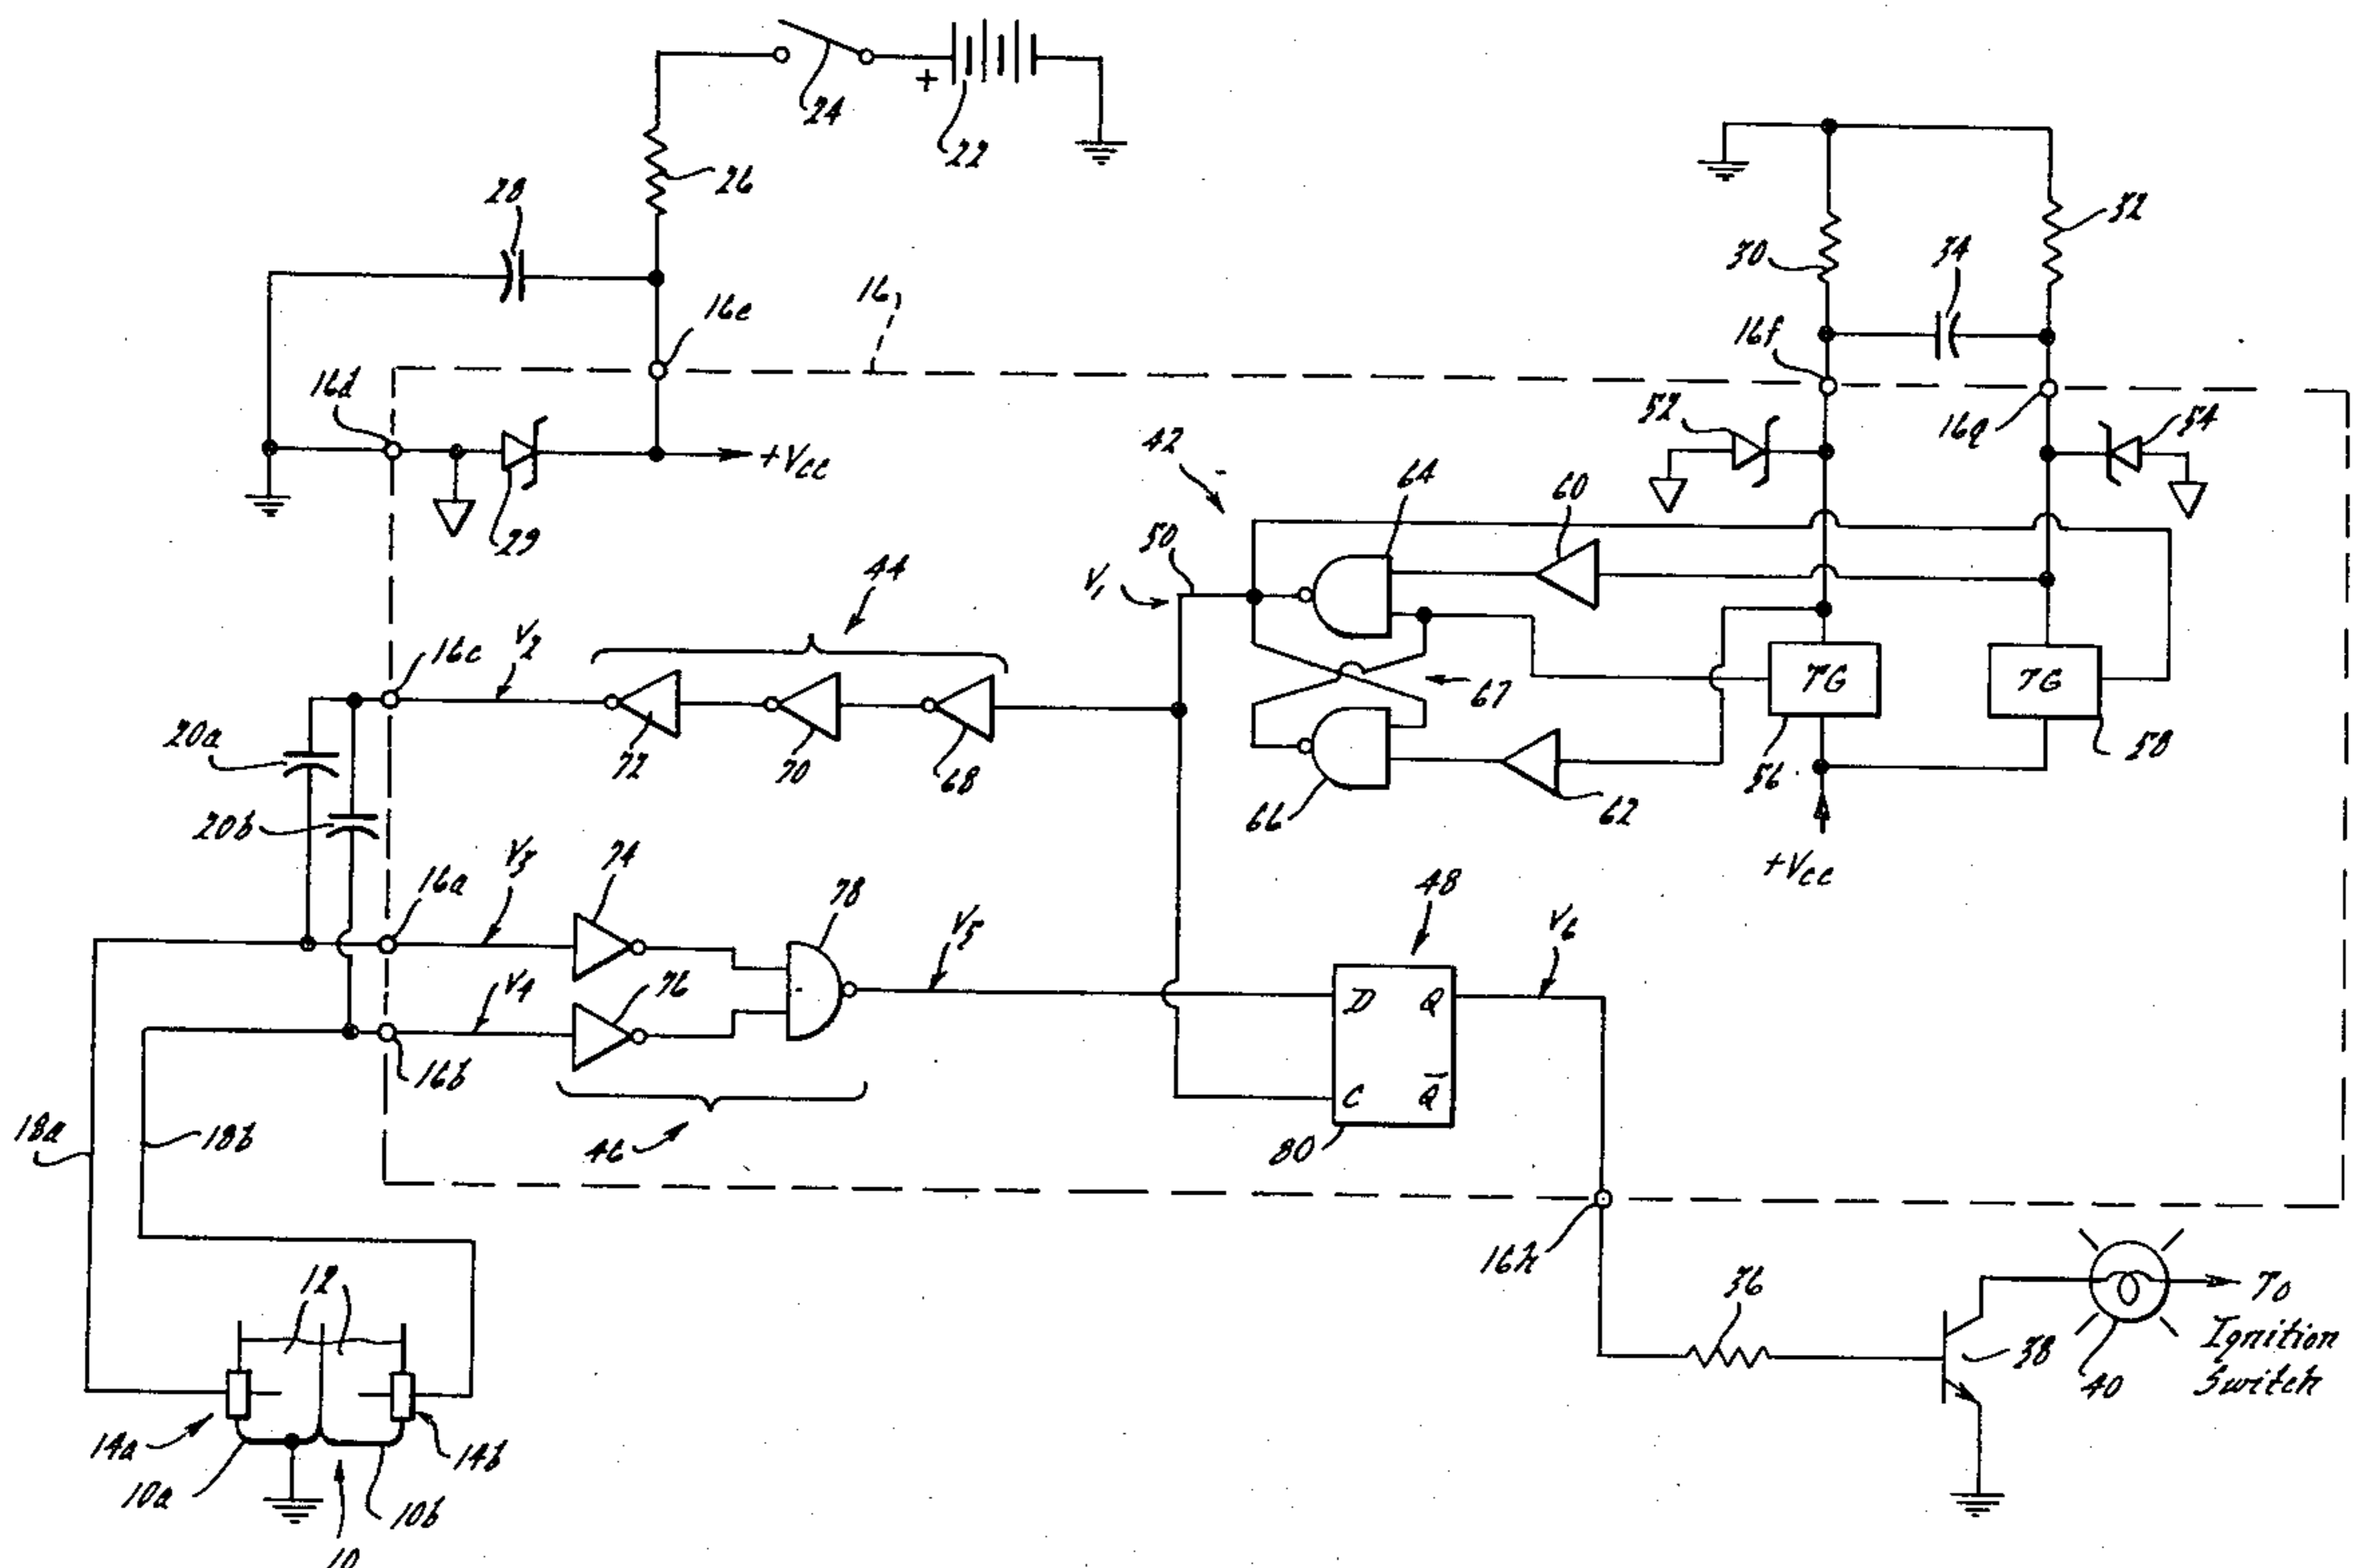 24
+
22
26
28
32
30
34
16
16e
16f
16d
16g
52
54
+Vcc
29
42
64
60
50
V1
44
V2
16c
67
TG
TG
20a
72
70
68
56
58
66
62
20b
+Vcc
V3
74
16a
78
48
V5
V6
V4
76
D
Q
16b
C
Q̅
18a
18b
46
80
16h
12
36
To
Ignition
Switch
38
40
14a
14b
10a
10b
10